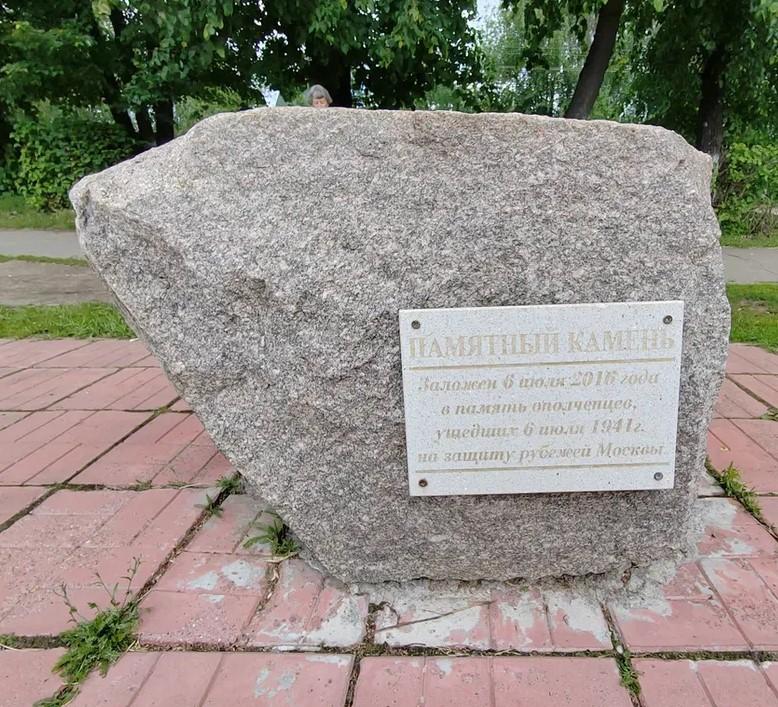 ПАМЯТНЫЙ КАМЕНЬ
Заложен 6 июля 2016 года
в память ополченцев,
ушедших 6 июля 1941г.
на защиту рубежей Москвы.